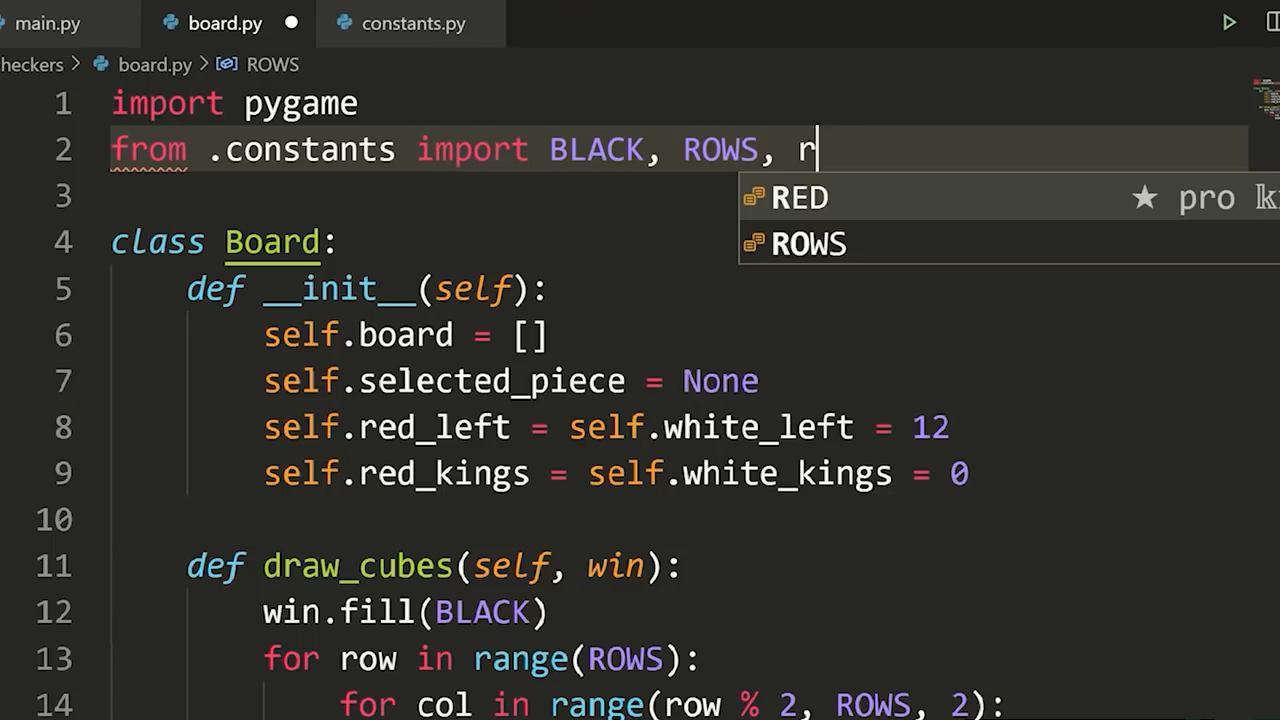 main.py board.py constants.py
heckers > board.py > ROWS
1 import pygame
2 from .constants import BLACK, ROWS, r
RED ★ pro
ROWS
3
4 class Board:
5 def __init__(self):
6 self.board = []
7 self.selected_piece = None
8 self.red_left = self.white_left = 12
9 self.red_kings = self.white_kings = 0
10
11 def draw_cubes(self, win):
12 win.fill(BLACK)
13 for row in range(ROWS):
14 for col in range(row % 2, ROWS, 2):